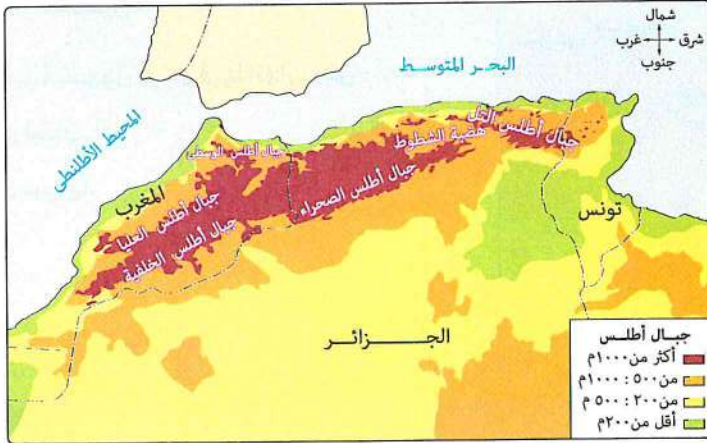 شمال
شرق
غرب
جنوب
البحر المتوسط
المحيط الأطلنطى
جبال أطلس التل
هضبة الشطوط
جبال أطلس الوسطى
جبال أطلس الصحراء
المغرب
جبال أطلس العليا
جبال أطلس الخلفية
تونس
الجزائر
جبال أطلس
أكثر من ١٠٠٠م
من ٥٠٠ : ١٠٠٠م
من ٢٠٠ : ٥٠٠ م
أقل من ٢٠٠م